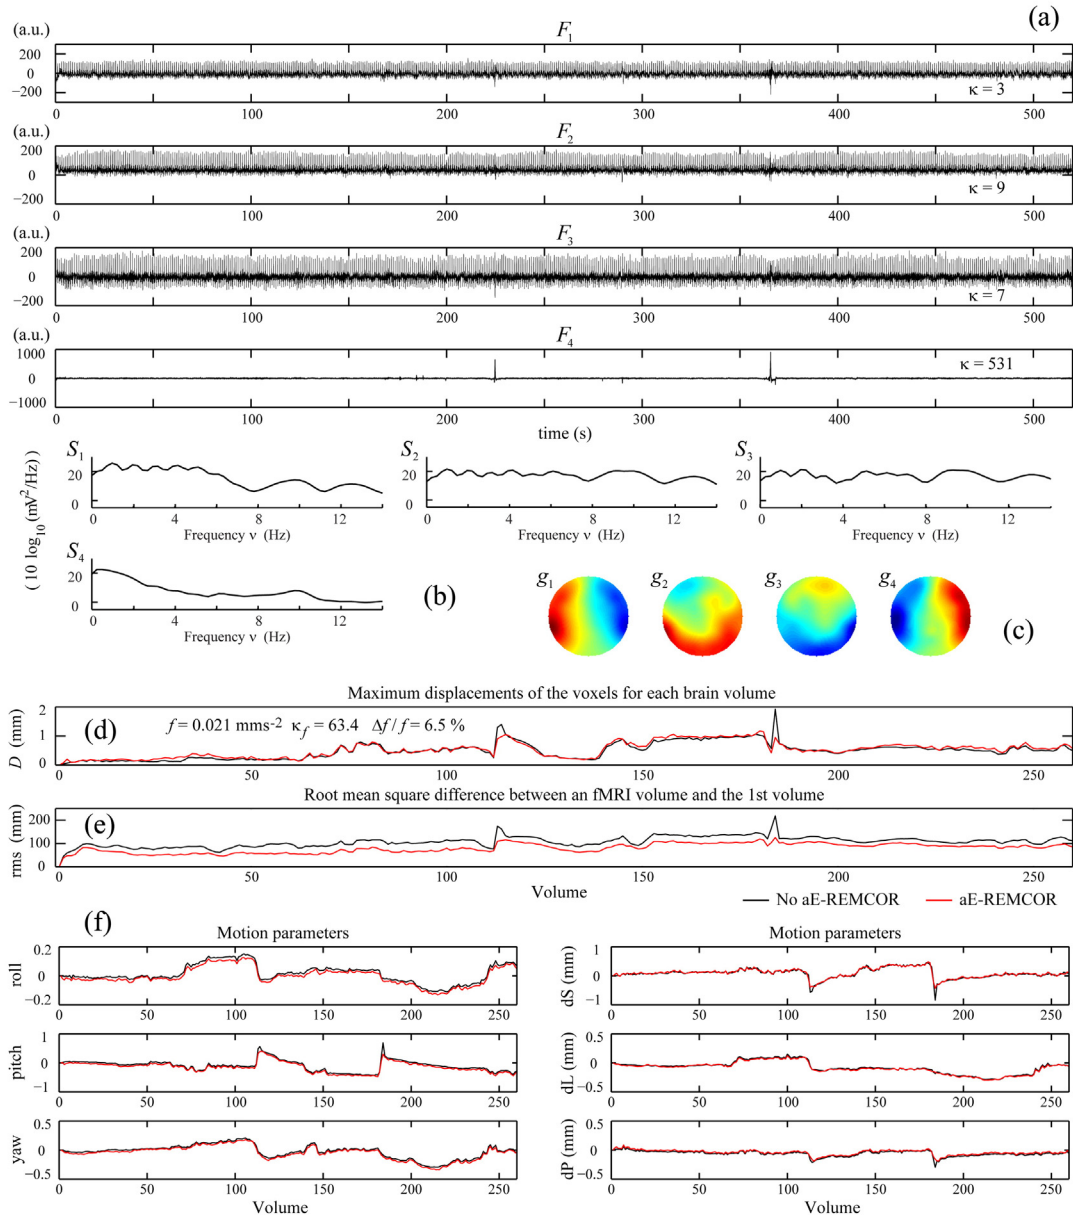 (a)
(a.u.) F1
200
0
−200
κ = 3
0 100 200 300 400 500
(a.u.) F2
200
0
−200
κ = 9
0 100 200 300 400 500
(a.u.) F3
200
0
−200
κ = 7
0 100 200 300 400 500
(a.u.) F4
1000
0
−1000
κ = 531
0 100 200 300 400 500
time (s)
(10 log10 (mV2/Hz))
S1
20
0
0 4 8 12
Frequency ν (Hz)
S2
20
0
0 4 8 12
Frequency ν (Hz)
S3
20
0
0 4 8 12
Frequency ν (Hz)
S4
20
0
0 4 8 12
Frequency ν (Hz)
(b)
g1 g2 g3 g4
(c)
Maximum displacements of the voxels for each brain volume
(d)
f = 0.021 mms-2 κf = 63.4 Δf / f = 6.5 %
D (mm)
2
1
0
0 50 100 150 200 250
Root mean square difference between an fMRI volume and the 1st volume
(e)
rms (mm)
200
100
0
0 50 100 150 200 250
Volume
No aE-REMCOR aE-REMCOR
(f)
Motion parameters
roll
0.2
0
−0.2
0 50 100 150 200 250
pitch
1
0
−1
0 50 100 150 200 250
yaw
0.5
0
−0.5
0 50 100 150 200 250
Volume
Motion parameters
dS (mm)
1
0
−1
0 50 100 150 200 250
dL (mm)
0.5
0
−0.5
0 50 100 150 200 250
dP (mm)
0.5
0
−0.5
0 50 100 150 200 250
Volume